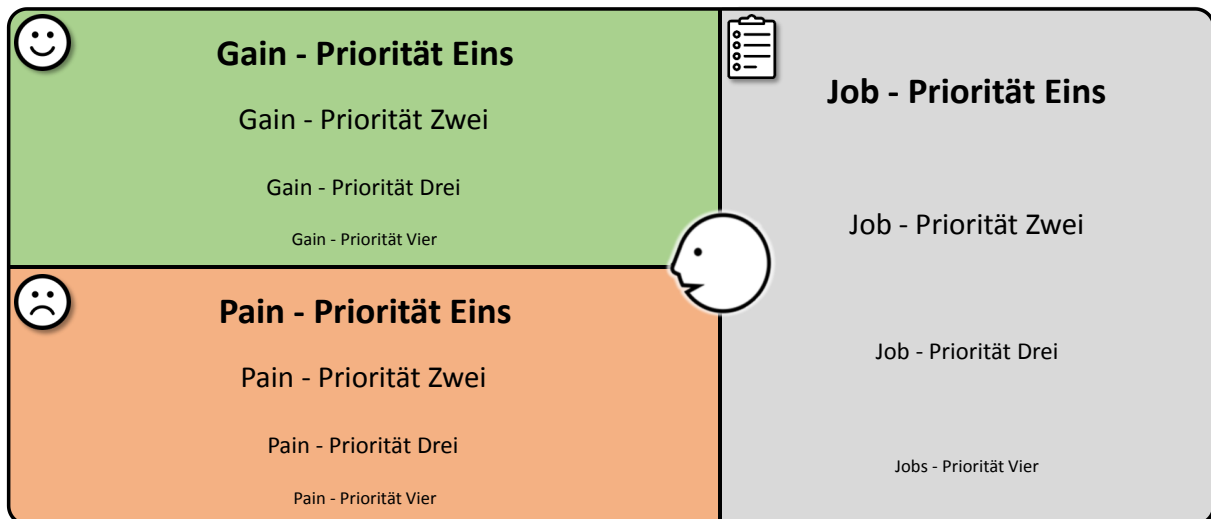 Gain - Priorität Eins
Gain - Priorität Zwei
Gain - Priorität Drei
Gain - Priorität Vier
Pain - Priorität Eins
Pain - Priorität Zwei
Pain - Priorität Drei
Pain - Priorität Vier
Job - Priorität Eins
Job - Priorität Zwei
Job - Priorität Drei
Jobs - Priorität Vier